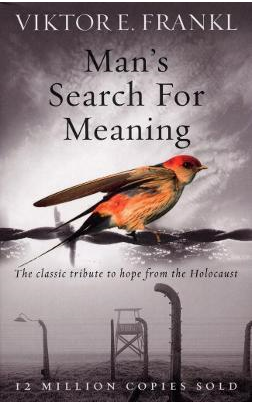 VIKTOR E. FRANKL
Man's
Search For
Meaning
The classic tribute to hope from the Holocaust
12 MILLION COPIES SOLD